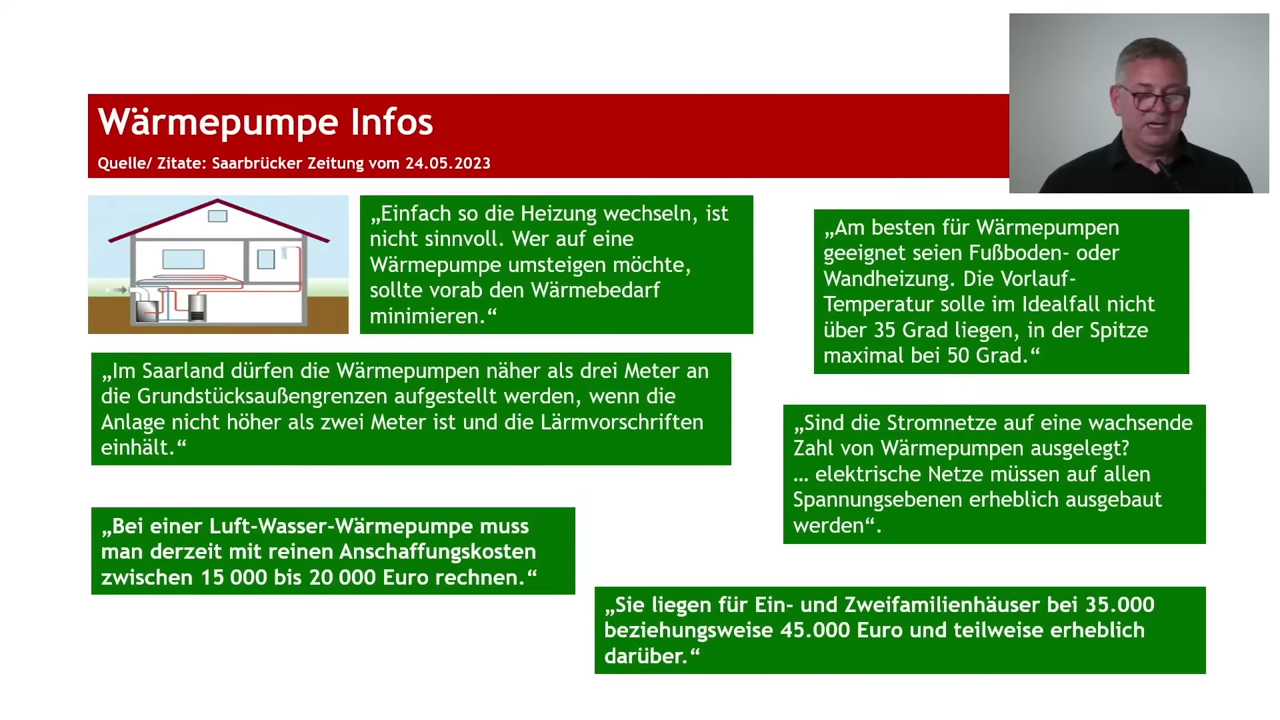 Wärmepumpe Infos
Quelle/ Zitate: Saarbrücker Zeitung vom 24.05.2023
„Einfach so die Heizung wechseln, ist
nicht sinnvoll. Wer auf eine
Wärmepumpe umsteigen möchte,
sollte vorab den Wärmebedarf
minimieren.“
„Am besten für Wärmepumpen
geeignet seien Fußboden- oder
Wandheizung. Die Vorlauf-
Temperatur solle im Idealfall nicht
über 35 Grad liegen, in der Spitze
maximal bei 50 Grad.“
„Im Saarland dürfen die Wärmepumpen näher als drei Meter an
die Grundstücksaußengrenzen aufgestellt werden, wenn die
Anlage nicht höher als zwei Meter ist und die Lärmvorschriften
einhält.“
„Sind die Stromnetze auf eine wachsende
Zahl von Wärmepumpen ausgelegt?
… elektrische Netze müssen auf allen
Spannungsebenen erheblich ausgebaut
werden“.
„Bei einer Luft-Wasser-Wärmepumpe muss
man derzeit mit reinen Anschaffungskosten
zwischen 15 000 bis 20 000 Euro rechnen.“
„Sie liegen für Ein- und Zweifamilienhäuser bei 35.000
beziehungsweise 45.000 Euro und teilweise erheblich
darüber.“